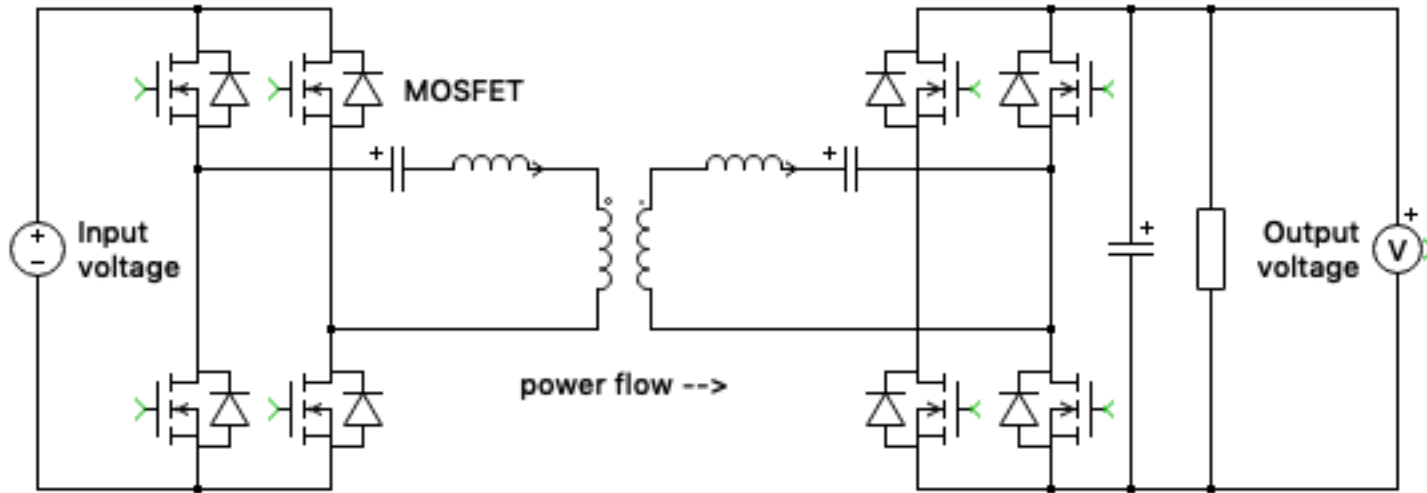 MOSFET
+
+
+
Input
voltage
+
−
+
Output
voltage
V
power flow -->